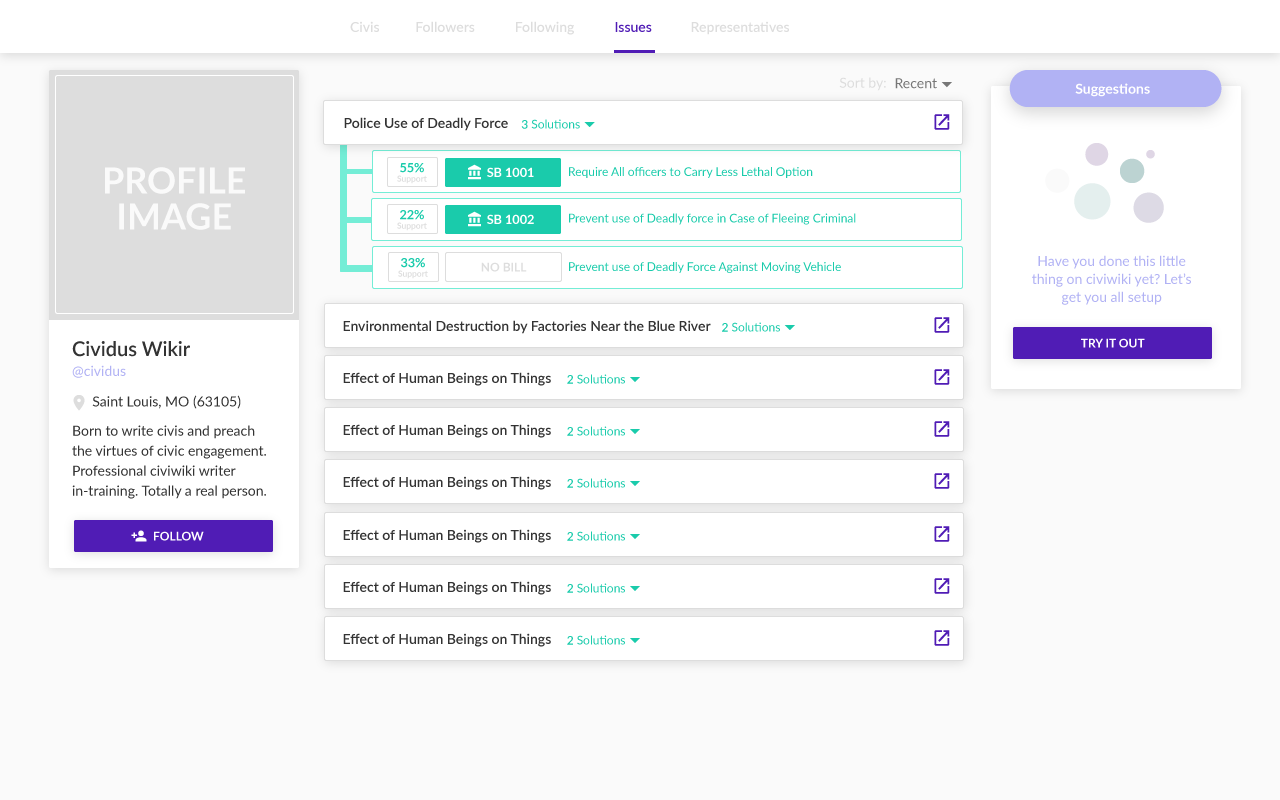 Civis Followers Following Issues Representatives
PROFILE
IMAGE
Cividus Wikir
@cividus
Saint Louis, MO (63105)
Born to write civis and preach
the virtues of civic engagement.
Professional civiwiki writer
in-training. Totally a real person.
FOLLOW
Sort by: Recent
Police Use of Deadly Force 3 Solutions
55%
Support
SB 1001
Require All officers to Carry Less Lethal Option
22%
Support
SB 1002
Prevent use of Deadly force in Case of Fleeing Criminal
33%
Support
NO BILL
Prevent use of Deadly Force Against Moving Vehicle
Environmental Destruction by Factories Near the Blue River 2 Solutions
Effect of Human Beings on Things 2 Solutions
Effect of Human Beings on Things 2 Solutions
Effect of Human Beings on Things 2 Solutions
Effect of Human Beings on Things 2 Solutions
Effect of Human Beings on Things 2 Solutions
Effect of Human Beings on Things 2 Solutions
Suggestions
Have you done this little
thing on civiwiki yet? Let's
get you all setup
TRY IT OUT